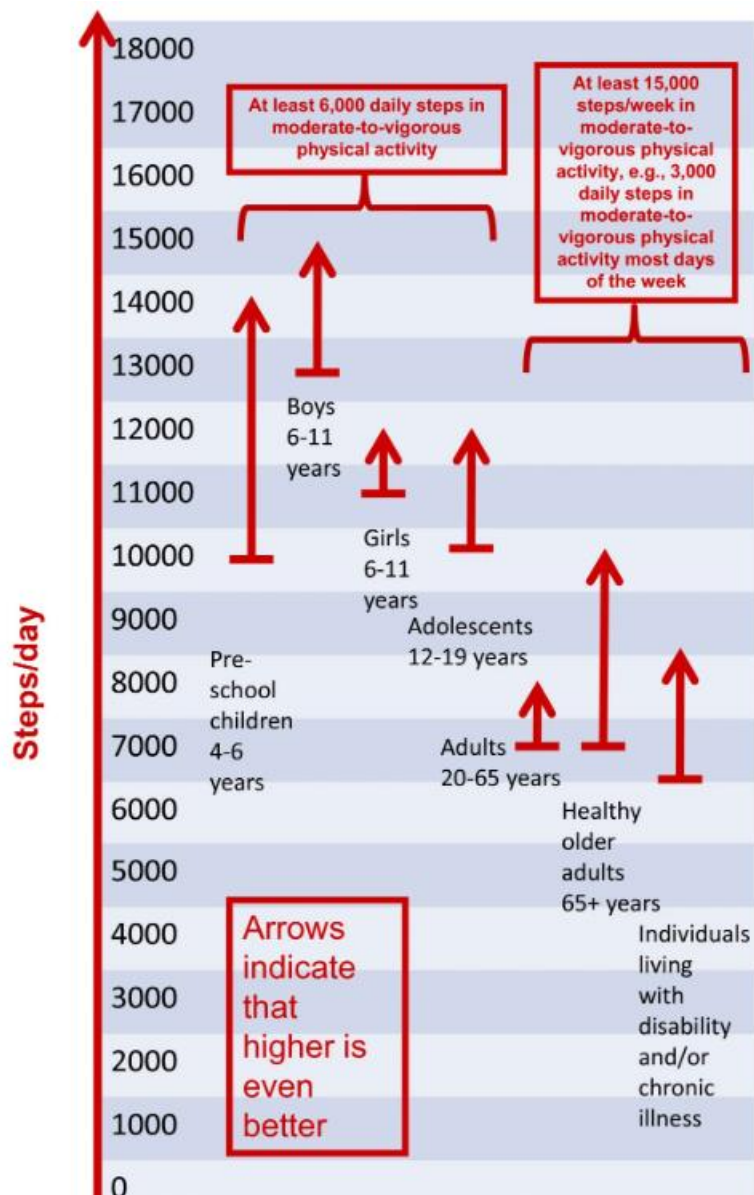 18000
17000
16000
15000
14000
13000
12000
11000
10000
9000
8000
7000
6000
5000
4000
3000
2000
1000
0
Steps/day
At least 6,000 daily steps in
moderate-to-vigorous
physical activity
At least 15,000
steps/week in
moderate-to-
vigorous physical
activity, e.g., 3,000
daily steps in
moderate-to-
vigorous physical
activity most days
of the week
Pre-
school
children
4-6
years
Boys
6-11
years
Girls
6-11
years
Adolescents
12-19 years
Adults
20-65 years
Healthy
older
adults
65+ years
Individuals
living
with
disability
and/or
chronic
illness
Arrows
indicate
that
higher is
even
better